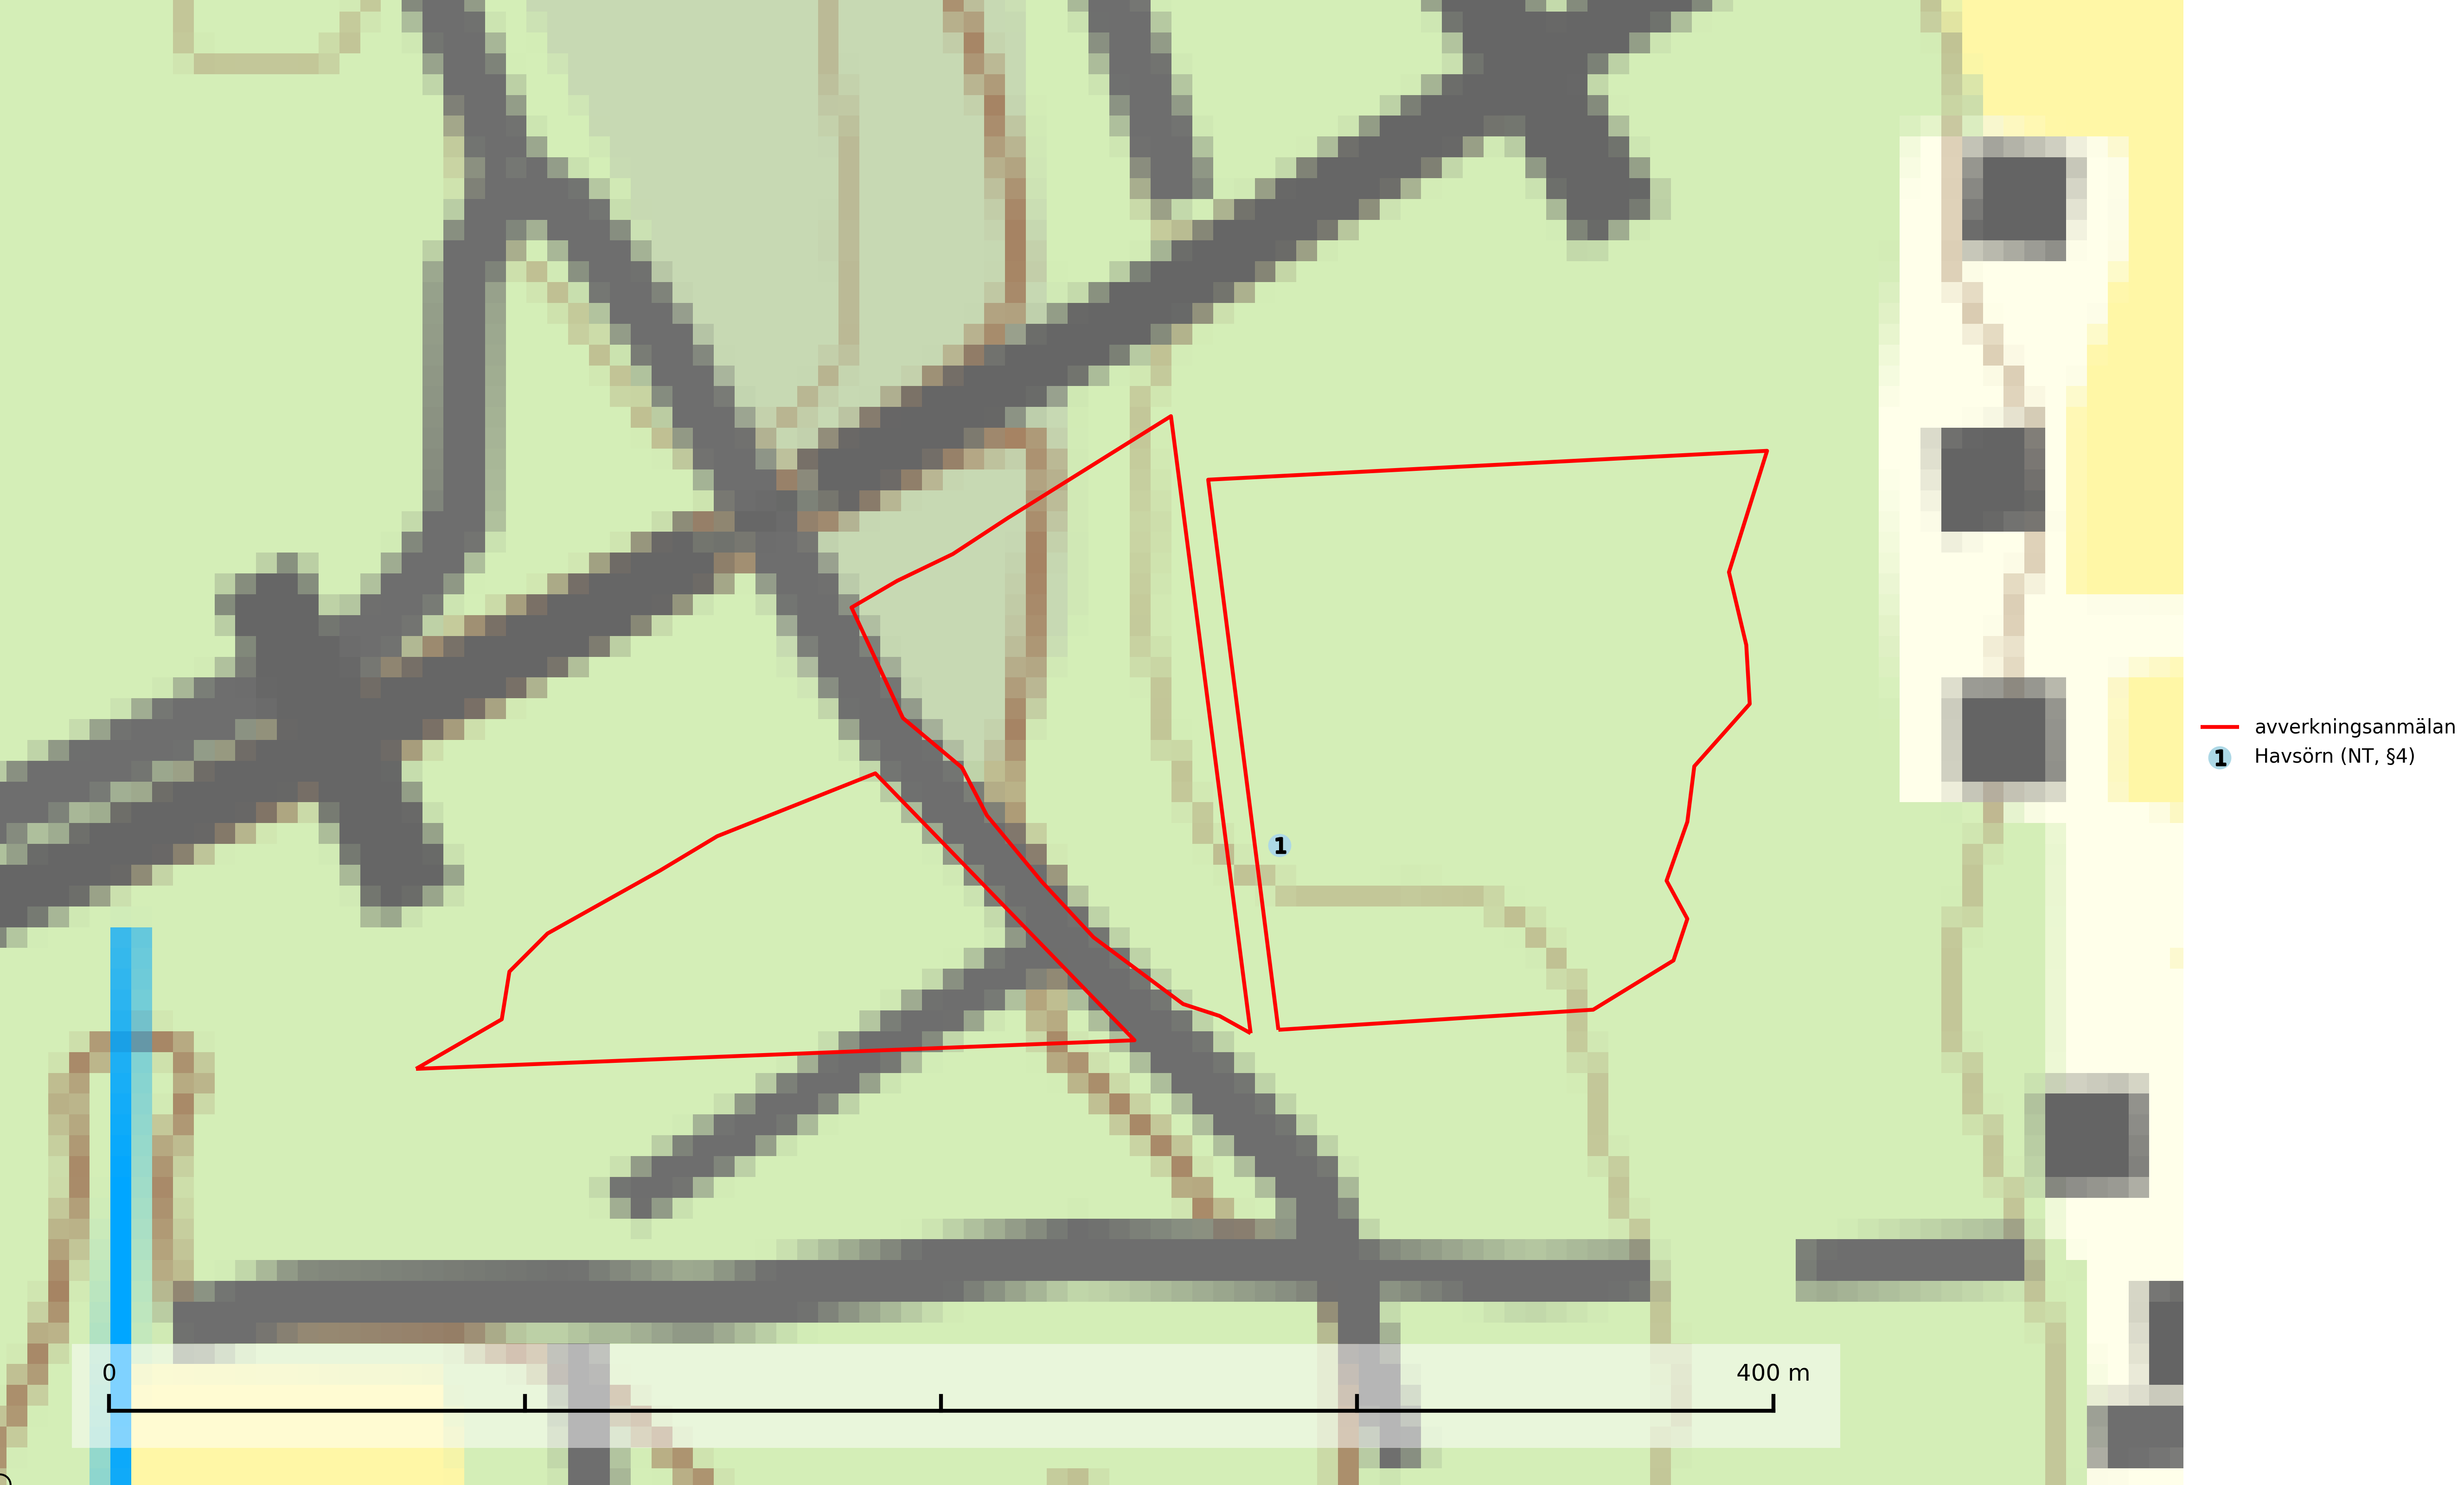 avverkningsanmälan
1 Havsörn (NT, §4)
1
0 400 m